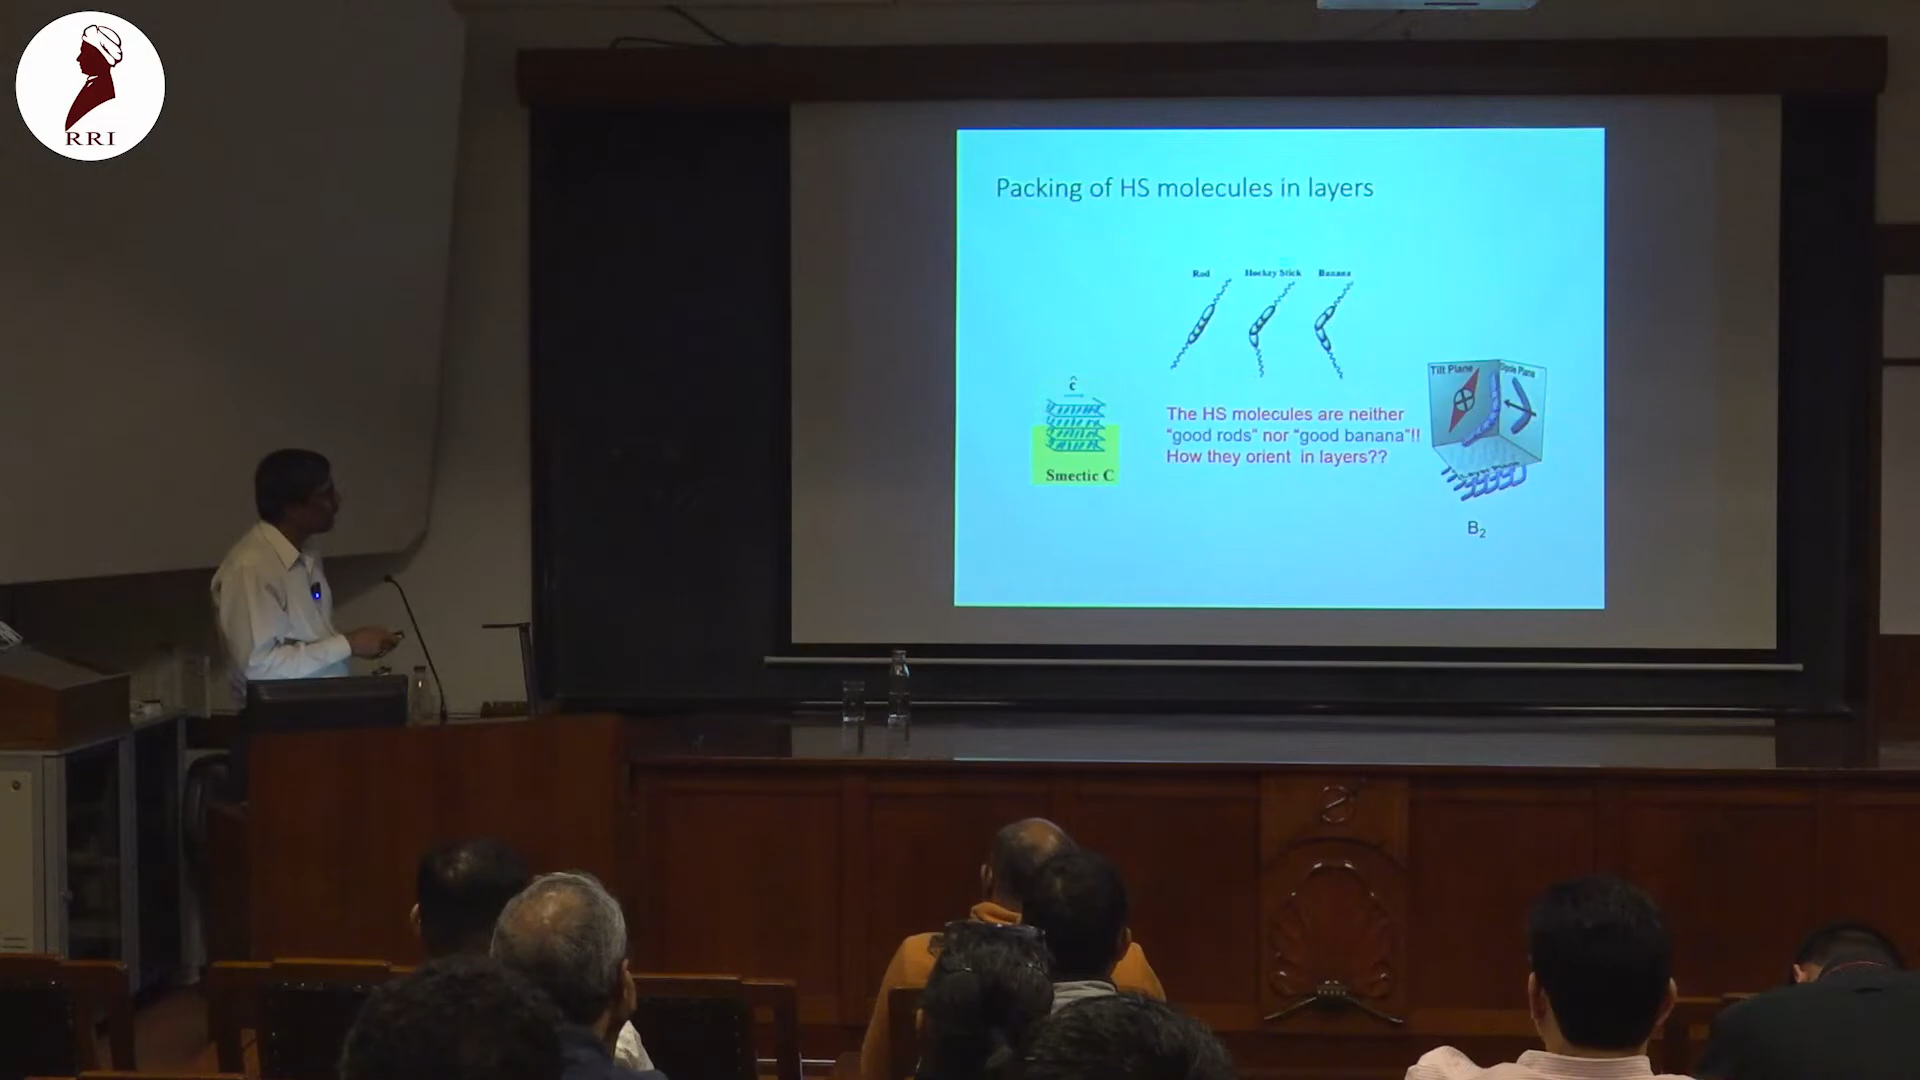 RRI
Packing of HS molecules in layers
Rod Hockey Stick Banana
ĉ
Smectic C
The HS molecules are neither
"good rods" nor "good banana"!!
How they orient in layers??
Tilt Plane
Plane
B₂